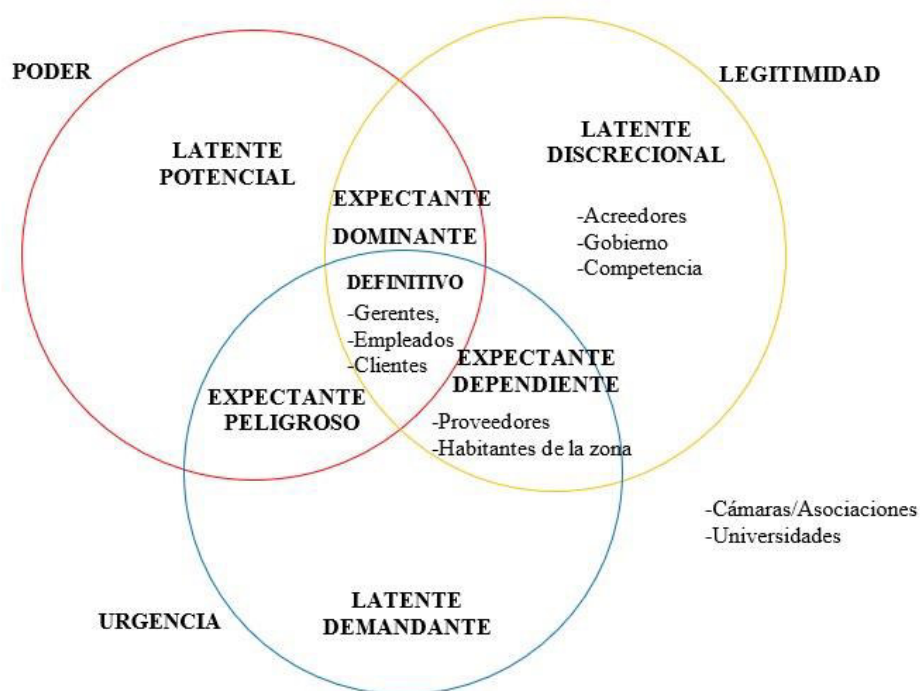 PODER
LEGITIMIDAD
LATENTE
POTENCIAL
LATENTE
DISCRECIONAL
EXPECTANTE
DOMINANTE
-Acreedores
-Gobierno
-Competencia
DEFINITIVO
-Gerentes,
-Empleados
-Clientes
EXPECTANTE
DEPENDIENTE
EXPECTANTE
PELIGROSO
-Proveedores
-Habitantes de la zona
-Cámaras/Asociaciones
-Universidades
URGENCIA
LATENTE
DEMANDANTE